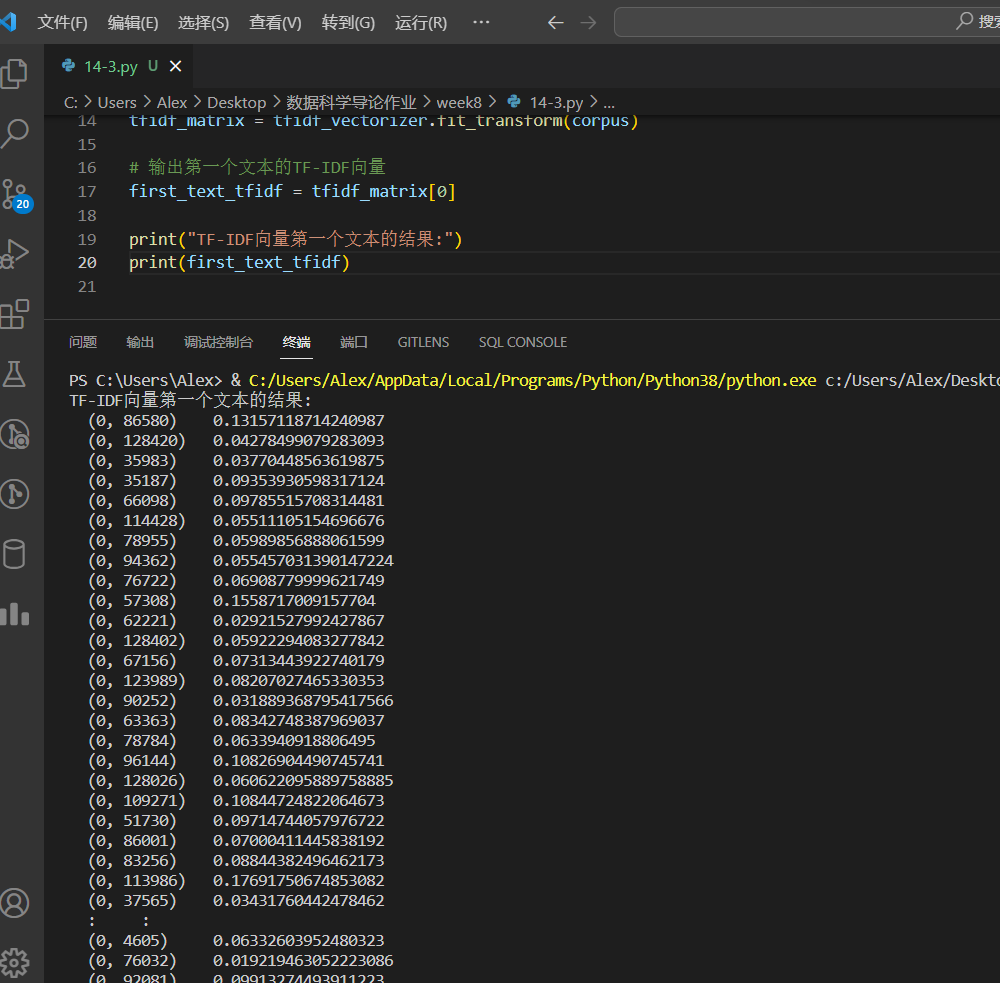 文件(F) 编辑(E) 选择(S) 查看(V) 转到(G) 运行(R) ··· 搜索
14-3.py U
C: > Users > Alex > Desktop > 数据科学导论作业 > week8 > 14-3.py > ...
14 tfidf_matrix = tfidf_vectorizer.fit_transform(corpus)
15
16 # 输出第一个文本的TF-IDF向量
17 first_text_tfidf = tfidf_matrix[0]
18
19 print("TF-IDF向量第一个文本的结果:")
20 print(first_text_tfidf)
21
20
问题 输出 调试控制台 终端 端口 GITLENS SQL CONSOLE
PS C:\Users\Alex> & C:/Users/Alex/AppData/Local/Programs/Python/Python38/python.exe c:/Users/Alex/Deskto
TF-IDF向量第一个文本的结果:
(0, 86580) 0.13157118714240987
(0, 128420) 0.04278499079283093
(0, 35983) 0.03770448563619875
(0, 35187) 0.09353930598317124
(0, 66098) 0.09785515708314481
(0, 114428) 0.05511105154696676
(0, 78955) 0.05989856888061599
(0, 94362) 0.055457031390147224
(0, 76722) 0.06908779999621749
(0, 57308) 0.1558717009157704
(0, 62221) 0.02921527992427867
(0, 128402) 0.05922294083277842
(0, 67156) 0.07313443922740179
(0, 123989) 0.08207027465330353
(0, 90252) 0.031889368795417566
(0, 63363) 0.08342748387969037
(0, 78784) 0.0633940918806495
(0, 96144) 0.10826904490745741
(0, 128026) 0.060622095889758885
(0, 109271) 0.10844724822064673
(0, 51730) 0.09714744057976722
(0, 86001) 0.07000411445838192
(0, 83256) 0.08844382496462173
(0, 113986) 0.17691750674853082
(0, 37565) 0.03431760442478462
: :
(0, 4605) 0.06332603952480323
(0, 76032) 0.019219463052223086
(0, 92081) 0.09913274493911223